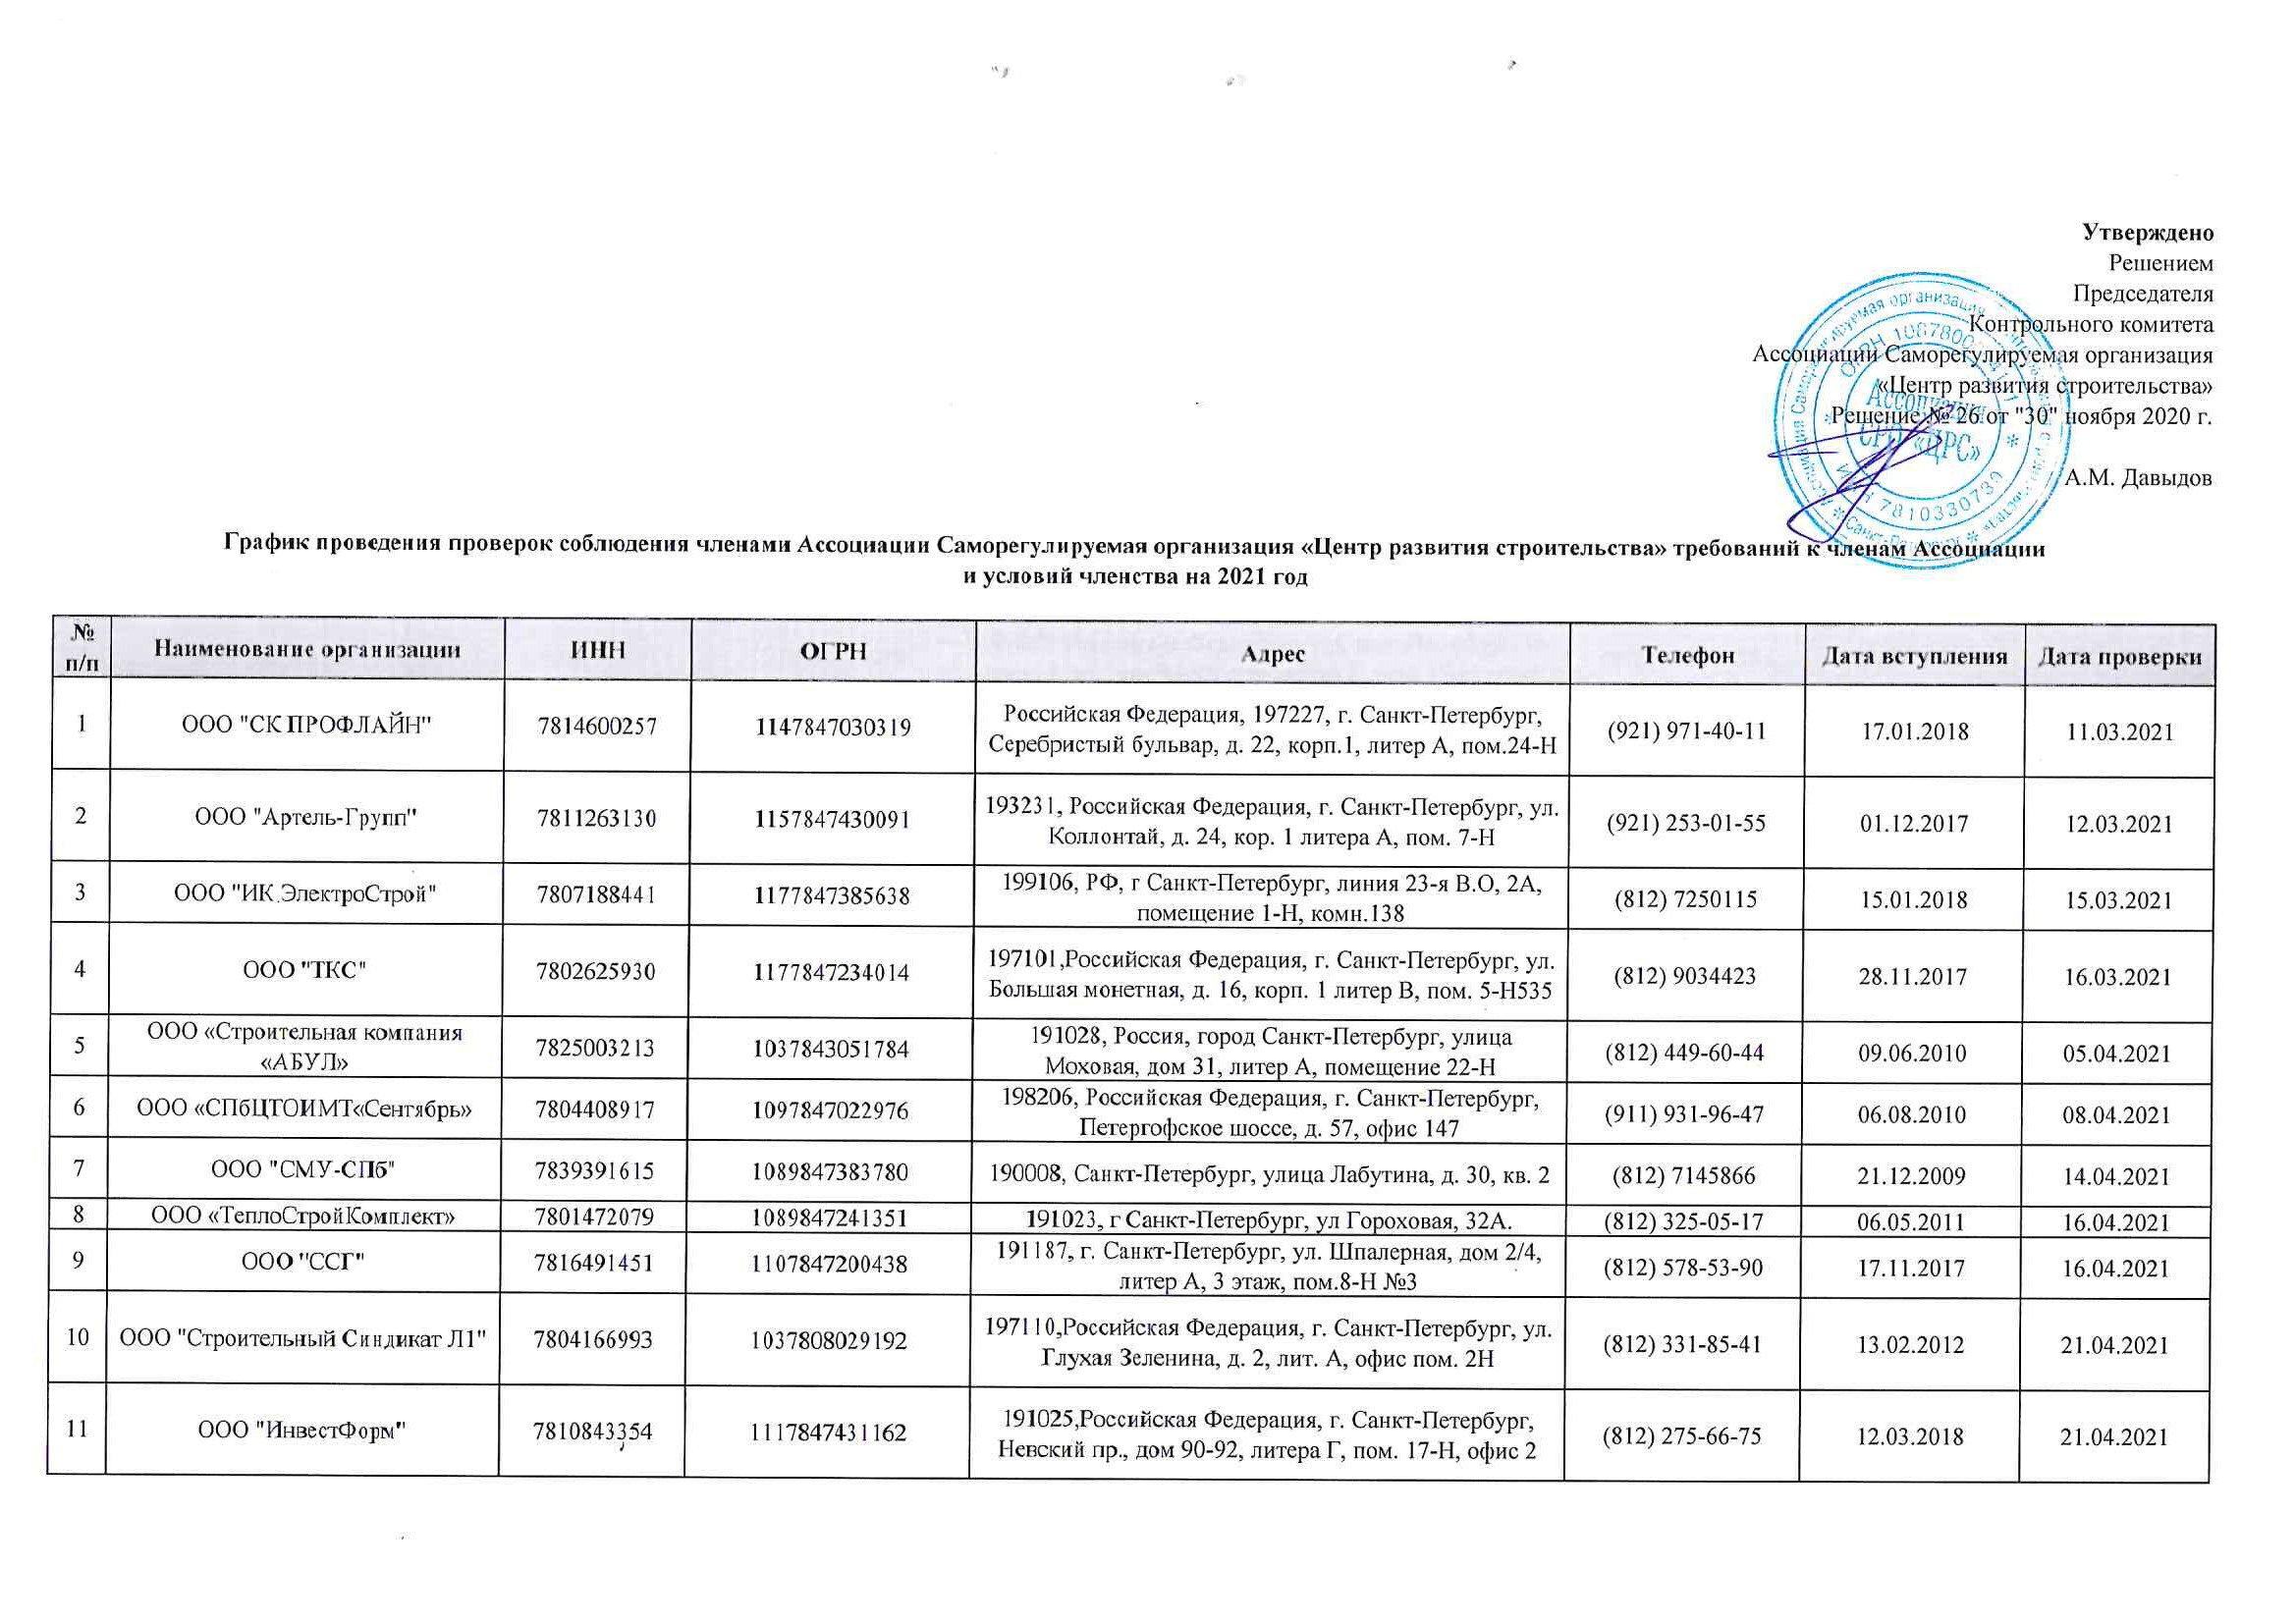 Утверждено
Решением
Председателя
Контрольного комитета
Ассоциации Саморегулируемая организация
«Центр развития строительства»
Решение № 26 от "30" ноября 2020 г.
А.М. Давыдов
Ассоциация
СРО «ЦРС»
ИНН 7810330730
График проведения проверок соблюдения членами Ассоциации Саморегулируемая организация «Центр развития строительства» требований к членам Ассоциации
и условий членства на 2021 год
№ п/п Наименование организации ИНН ОГРН Адрес Телефон Дата вступления Дата проверки
1 ООО "СК ПРОФЛАЙН" 7814600257 1147847030319 Российская Федерация, 197227, г. Санкт-Петербург,
Серебристый бульвар, д. 22, корп.1, литер А, пом.24-Н (921) 971-40-11 17.01.2018 11.03.2021
2 ООО "Артель-Групп" 7811263130 1157847430091 193231, Российская Федерация, г. Санкт-Петербург, ул.
Коллонтай, д. 24, кор. 1 литера А, пом. 7-Н (921) 253-01-55 01.12.2017 12.03.2021
3 ООО "ИК ЭлектроСтрой" 7807188441 1177847385638 199106, РФ, г Санкт-Петербург, линия 23-я В.О, 2А,
помещение 1-Н, комн.138 (812) 7250115 15.01.2018 15.03.2021
4 ООО "ТКС" 7802625930 1177847234014 197101,Российская Федерация, г. Санкт-Петербург, ул.
Большая монетная, д. 16, корп. 1 литер В, пом. 5-Н535 (812) 9034423 28.11.2017 16.03.2021
5 ООО «Строительная компания
«АБУЛ» 7825003213 1037843051784 191028, Россия, город Санкт-Петербург, улица
Моховая, дом 31, литер А, помещение 22-Н (812) 449-60-44 09.06.2010 05.04.2021
6 ООО «СПбЦТОИМТ«Сентябрь» 7804408917 1097847022976 198206, Российская Федерация, г. Санкт-Петербург,
Петергофское шоссе, д. 57, офис 147 (911) 931-96-47 06.08.2010 08.04.2021
7 ООО "СМУ-СПб" 7839391615 1089847383780 190008, Санкт-Петербург, улица Лабутина, д. 30, кв. 2 (812) 7145866 21.12.2009 14.04.2021
8 ООО «ТеплоСтройКомплект» 7801472079 1089847241351 191023, г Санкт-Петербург, ул Гороховая, 32А. (812) 325-05-17 06.05.2011 16.04.2021
9 ООО "ССГ" 7816491451 1107847200438 191187, г. Санкт-Петербург, ул. Шпалерная, дом 2/4,
литер А, 3 этаж, пом.8-Н №3 (812) 578-53-90 17.11.2017 16.04.2021
10 ООО "Строительный Синдикат Л1" 7804166993 1037808029192 197110,Российская Федерация, г. Санкт-Петербург, ул.
Глухая Зеленина, д. 2, лит. А, офис пом. 2Н (812) 331-85-41 13.02.2012 21.04.2021
11 ООО "ИнвестФорм" 7810843354 1117847431162 191025,Российская Федерация, г. Санкт-Петербург,
Невский пр., дом 90-92, литера Г, пом. 17-Н, офис 2 (812) 275-66-75 12.03.2018 21.04.2021